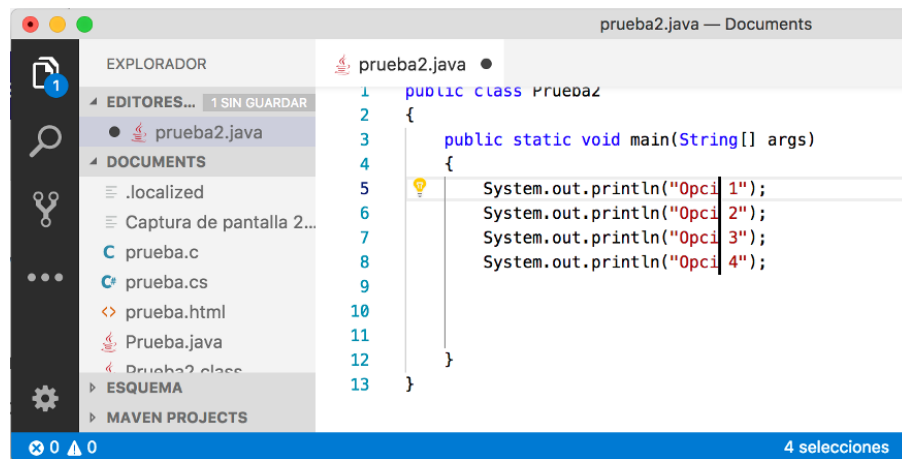 prueba2.java — Documents
EXPLORADOR
EDITORES... 1 SIN GUARDAR
prueba2.java
DOCUMENTS
.localized
Captura de pantalla 2...
prueba.c
prueba.cs
prueba.html
Prueba.java
Prueba2.class
ESQUEMA
MAVEN PROJECTS
1
prueba2.java
1 public class Prueba2
2 {
3 public static void main(String[] args)
4 {
5 System.out.println("Opci 1");
6 System.out.println("Opci 2");
7 System.out.println("Opci 3");
8 System.out.println("Opci 4");
9
10
11
12 }
13 }
0 0
4 selecciones